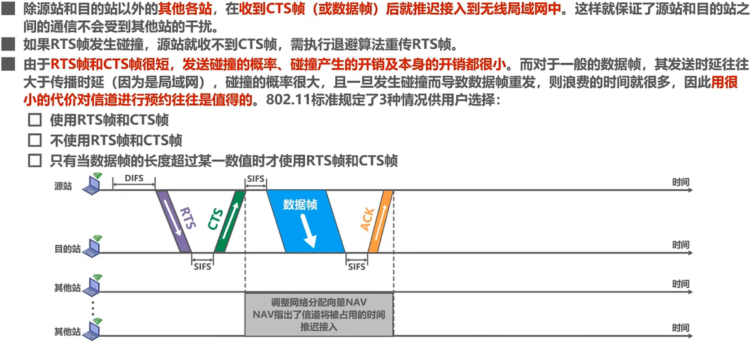 除源站和目的站以外的其他各站，在收到CTS帧（或数据帧）后就推迟接入到无线局域网中。这样就保证了源站和目的站之
间的通信不会受到其他站的干扰。
如果RTS帧发生碰撞，源站就收不到CTS帧，需执行退避算法重传RTS帧。
由于RTS帧和CTS帧很短，发送碰撞的概率、碰撞产生的开销及本身的开销都很小。而对于一般的数据帧，其发送时延往往
大于传播时延（因为是局域网），碰撞的概率很大，且一旦发生碰撞而导致数据帧重发，则浪费的时间就很多，因此用很
小的代价对信道进行预约往往是值得的。802.11标准规定了3种情况供用户选择：
使用RTS帧和CTS帧
不使用RTS帧和CTS帧
只有当数据帧的长度超过某一数值时才使用RTS帧和CTS帧
DIFS
SIFS
源站
时间
RTS
CTS
数据帧
ACK
目的站
时间
SIFS
SIFS
其他站
时间
调整网络分配向量NAV
NAV指出了信道将被占用的时间
推迟接入
其他站
时间